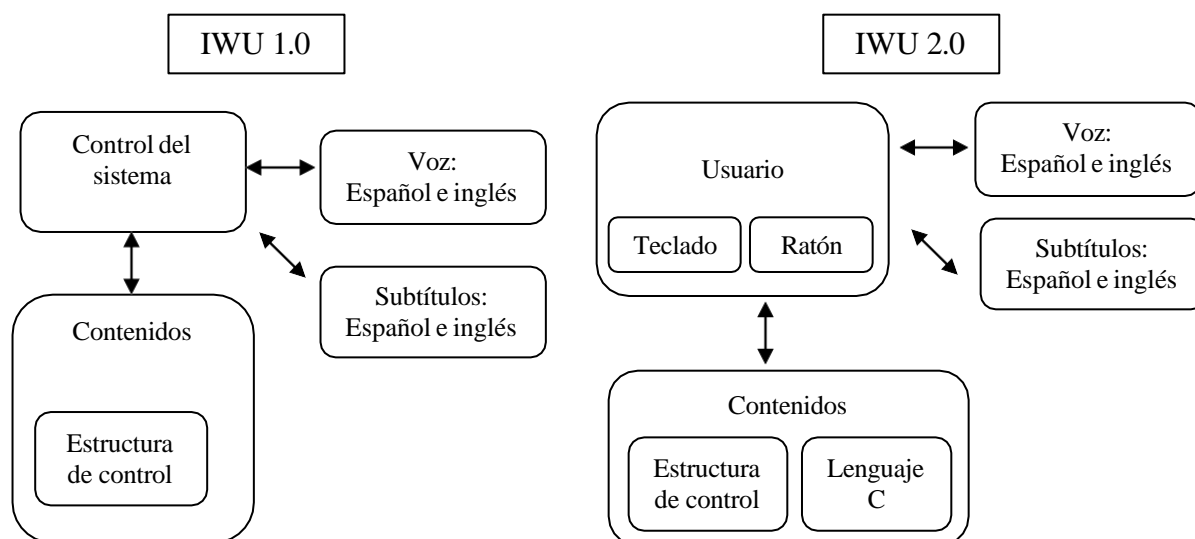 IWU 1.0
Control del
sistema
Voz:
Español e inglés
Subtítulos:
Español e inglés
Contenidos
Estructura
de control
IWU 2.0
Usuario
Teclado
Ratón
Voz:
Español e inglés
Subtítulos:
Español e inglés
Contenidos
Estructura
de control
Lenguaje
C